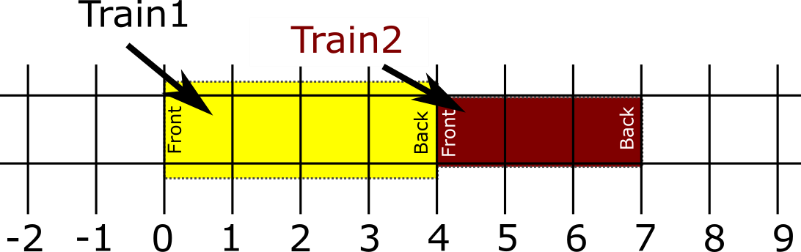 Train1
Train2
Front
Back
Front
Back
-2 -1 0 1 2 3 4 5 6 7 8 9